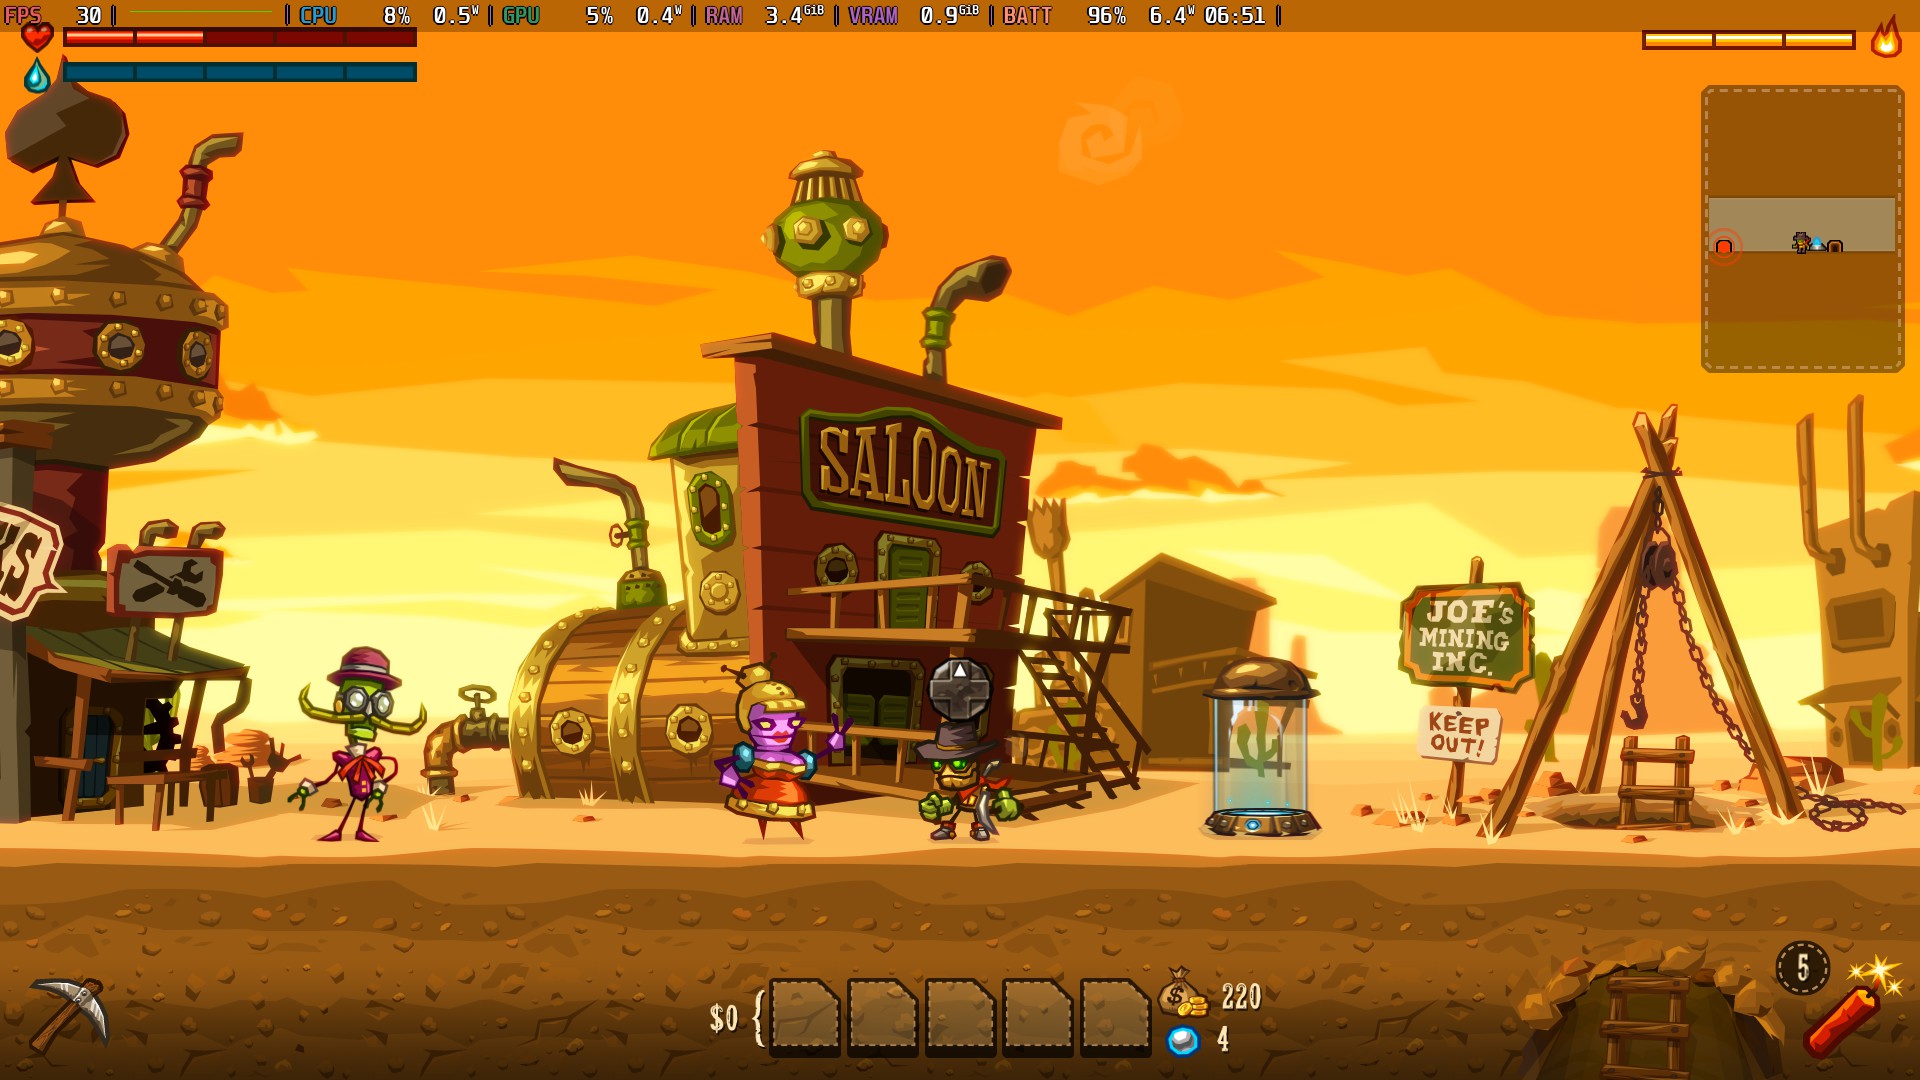 FPS 30 | | CPU 8% 0.5W | GPU 5% 0.4W | RAM 3.4GiB | VRAM 0.9GiB | BATT 96% 6.4W 06:51 |
SALOON
JOE'S
MINING
INC.
KEEP
OUT!
$0
220
4
5